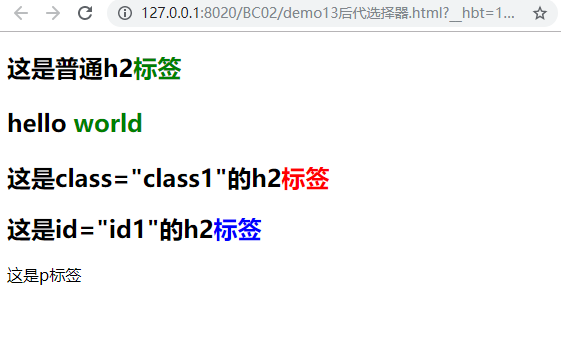 127.0.0.1:8020/BC02/demo13后代选择器.html?__hbt=1...
这是普通h2标签
hello world
这是class="class1"的h2标签
这是id="id1"的h2标签
这是p标签